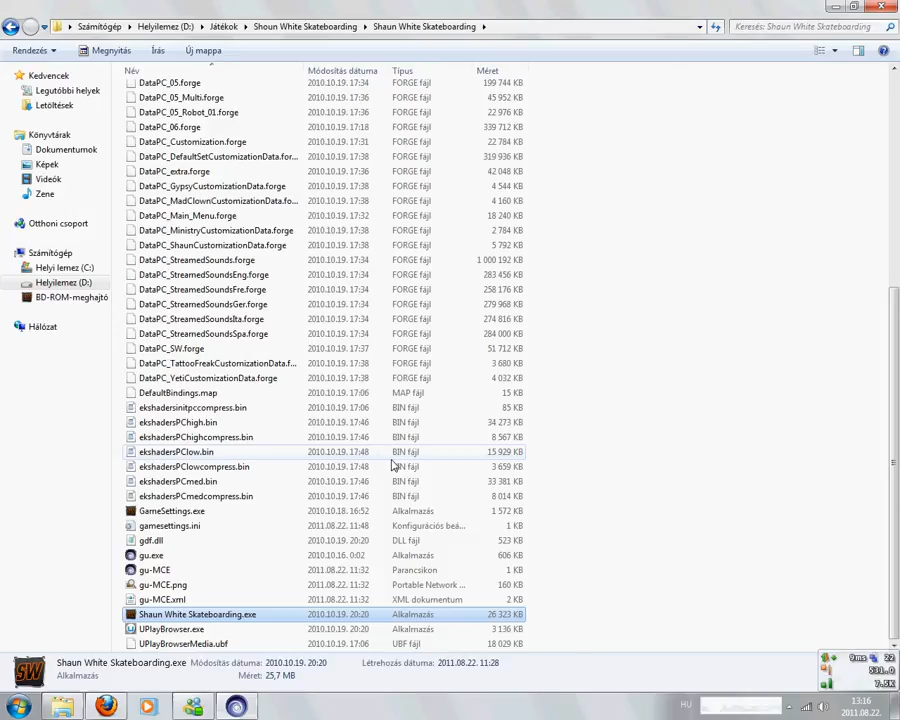 Számítógép ▸ Helyilemez (D:) ▸ Játékok ▸ Shoun White Skateboarding ▸ Shaun White Skateboarding ▸
Keresés: Shaun White Skateboarding
Rendezés Megnyitás Írás Új mappa
Név Módosítás dátuma Típus Méret
Kedvencek
Legutóbbi helyek
Letöltések
Könyvtárak
Dokumentumok
Képek
Videók
Zene
Otthoni csoport
Számítógép
Helyi lemez (C:)
Helyilemez (D:)
BD-ROM-meghajtó
Hálózat
DataPC_05.forge 2010.10.19. 17:34 FORGE fájl 199 744 KB
DataPC_05_Multi.forge 2010.10.19. 17:36 FORGE fájl 45 952 KB
DataPC_05_Robot_01.forge 2010.10.19. 17:36 FORGE fájl 22 976 KB
DataPC_06.forge 2010.10.19. 17:18 FORGE fájl 339 712 KB
DataPC_Customization.forge 2010.10.19. 17:31 FORGE fájl 22 784 KB
DataPC_DefaultSetCustomizationData.for... 2010.10.19. 17:38 FORGE fájl 319 936 KB
DataPC_extra.forge 2010.10.19. 17:36 FORGE fájl 42 048 KB
DataPC_GypsyCustomizationData.forge 2010.10.19. 17:38 FORGE fájl 4 544 KB
DataPC_MadClownCustomizationData.fo... 2010.10.19. 17:38 FORGE fájl 4 160 KB
DataPC_Main_Menu.forge 2010.10.19. 17:32 FORGE fájl 18 240 KB
DataPC_MinistryCustomizationData.forge 2010.10.19. 17:38 FORGE fájl 2 784 KB
DataPC_ShaunCustomizationData.forge 2010.10.19. 17:38 FORGE fájl 5 792 KB
DataPC_StreamedSounds.forge 2010.10.19. 17:34 FORGE fájl 1 000 192 KB
DataPC_StreamedSoundsEng.forge 2010.10.19. 17:34 FORGE fájl 283 456 KB
DataPC_StreamedSoundsFre.forge 2010.10.19. 17:34 FORGE fájl 258 176 KB
DataPC_StreamedSoundsGer.forge 2010.10.19. 17:34 FORGE fájl 279 968 KB
DataPC_StreamedSoundsIta.forge 2010.10.19. 17:34 FORGE fájl 274 816 KB
DataPC_StreamedSoundsSpa.forge 2010.10.19. 17:34 FORGE fájl 284 000 KB
DataPC_SW.forge 2010.10.19. 17:37 FORGE fájl 51 712 KB
DataPC_TattooFreakCustomizationData.f... 2010.10.19. 17:38 FORGE fájl 3 680 KB
DataPC_YetiCustomizationData.forge 2010.10.19. 17:38 FORGE fájl 4 032 KB
DefaultBindings.map 2010.10.19. 17:06 MAP fájl 15 KB
ekshadersinitpccompress.bin 2010.10.19. 17:06 BIN fájl 85 KB
ekshadersPChigh.bin 2010.10.19. 17:46 BIN fájl 34 273 KB
ekshadersPChighcompress.bin 2010.10.19. 17:46 BIN fájl 8 567 KB
ekshadersPClow.bin 2010.10.19. 17:48 BIN fájl 15 929 KB
ekshadersPClowcompress.bin 2010.10.19. 17:48 BIN fájl 3 659 KB
ekshadersPCmed.bin 2010.10.19. 17:46 BIN fájl 33 381 KB
ekshadersPCmedcompress.bin 2010.10.19. 17:46 BIN fájl 8 014 KB
GameSettings.exe 2010.10.18. 16:52 Alkalmazás 1 572 KB
gamesettings.ini 2011.08.22. 11:48 Konfigurációs beá... 1 KB
gdf.dll 2010.10.19. 20:20 DLL fájl 523 KB
gu.exe 2010.10.16. 0:02 Alkalmazás 606 KB
gu-MCE 2011.08.22. 11:32 Parancsikon 1 KB
gu-MCE.png 2011.08.22. 11:32 Portable Network ... 160 KB
gu-MCE.xml 2011.08.22. 11:32 XML dokumentum 2 KB
Shaun White Skateboarding.exe 2010.10.19. 20:20 Alkalmazás 26 323 KB
UPlayBrowser.exe 2010.10.19. 20:20 Alkalmazás 3 136 KB
UPlayBrowserMedia.ubf 2010.10.19. 17:06 UBF fájl 18 029 KB
SW
Shaun White Skateboarding.exe Módosítás dátuma: 2010.10.19. 20:20 Létrehozás dátuma: 2011.08.22. 11:28
Alkalmazás Méret: 25,7 MB
9ms 22
531..0
7.5K
HU
13:16
2011.08.22.